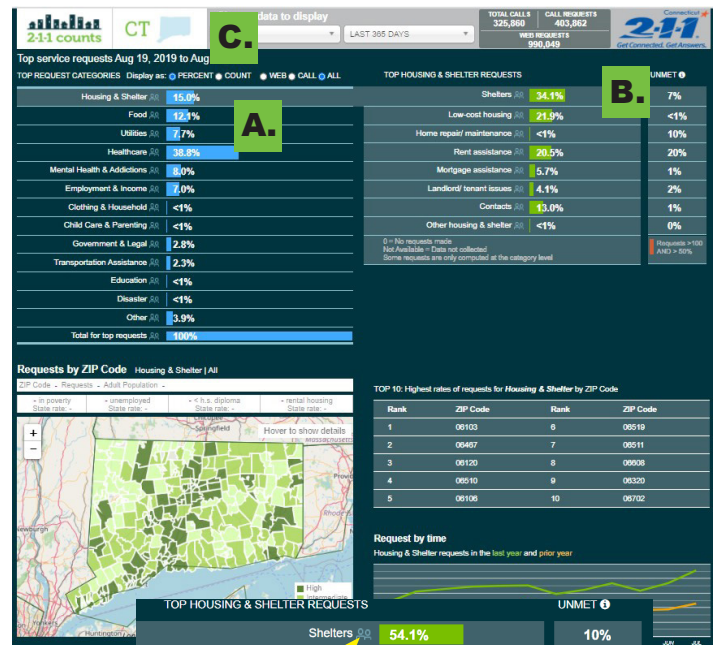 2-1-1 counts
CT
C.
data to display
LAST 365 DAYS
TOTAL CALLS
325,860
CALL REQUESTS
403,862
WEB REQUESTS
990,049
Connecticut
2-1-1
Get Connected. Get Answers.
Top service requests Aug 19, 2019 to Aug
TOP REQUEST CATEGORIES Display as: PERCENT COUNT WEB CALL ALL
Housing & Shelter 15.0%
Food 12.1%
Utilities 7.7%
Healthcare 38.8%
Mental Health & Addictions 8.0%
Employment & Income 7.0%
Clothing & Household <1%
Child Care & Parenting <1%
Government & Legal 2.8%
Transportation Assistance 2.3%
Education <1%
Disaster <1%
Other 3.9%
Total for top requests 100%
A.
TOP HOUSING & SHELTER REQUESTS UNMET
B.
Shelters 34.1% 7%
Low-cost housing 21.9% <1%
Home repair/ maintenance <1% 10%
Rent assistance 20.5% 20%
Mortgage assistance 5.7% 1%
Landlord/ tenant issues 4.1% 2%
Contacts 13.0% 1%
Other housing & shelter <1% 0%
0 = No requests made
Not Available = Data not collected
Some requests are only computed at the category level
Requests >100
AND > 50%
Requests by ZIP Code Housing & Shelter | All
ZIP Code - Requests - Adult Population -
- in poverty
State rate: -
- unemployed
State rate: -
- < h.s. diploma
State rate: -
- rental housing
State rate: -
+
−
Springfield
Hover to show details
Massachusetts
Provi
Rhode
Newburgh
Yonkers
Huntington
High
Intermediate
TOP 10: Highest rates of requests for Housing & Shelter by ZIP Code
Rank ZIP Code Rank ZIP Code
1 06103 6 06519
2 06467 7 06511
3 06120 8 06608
4 06510 9 06320
5 06106 10 06702
Request by time
Housing & Shelter requests in the last year and prior year
JUN JUL
TOP HOUSING & SHELTER REQUESTS UNMET
Shelters 54.1% 10%